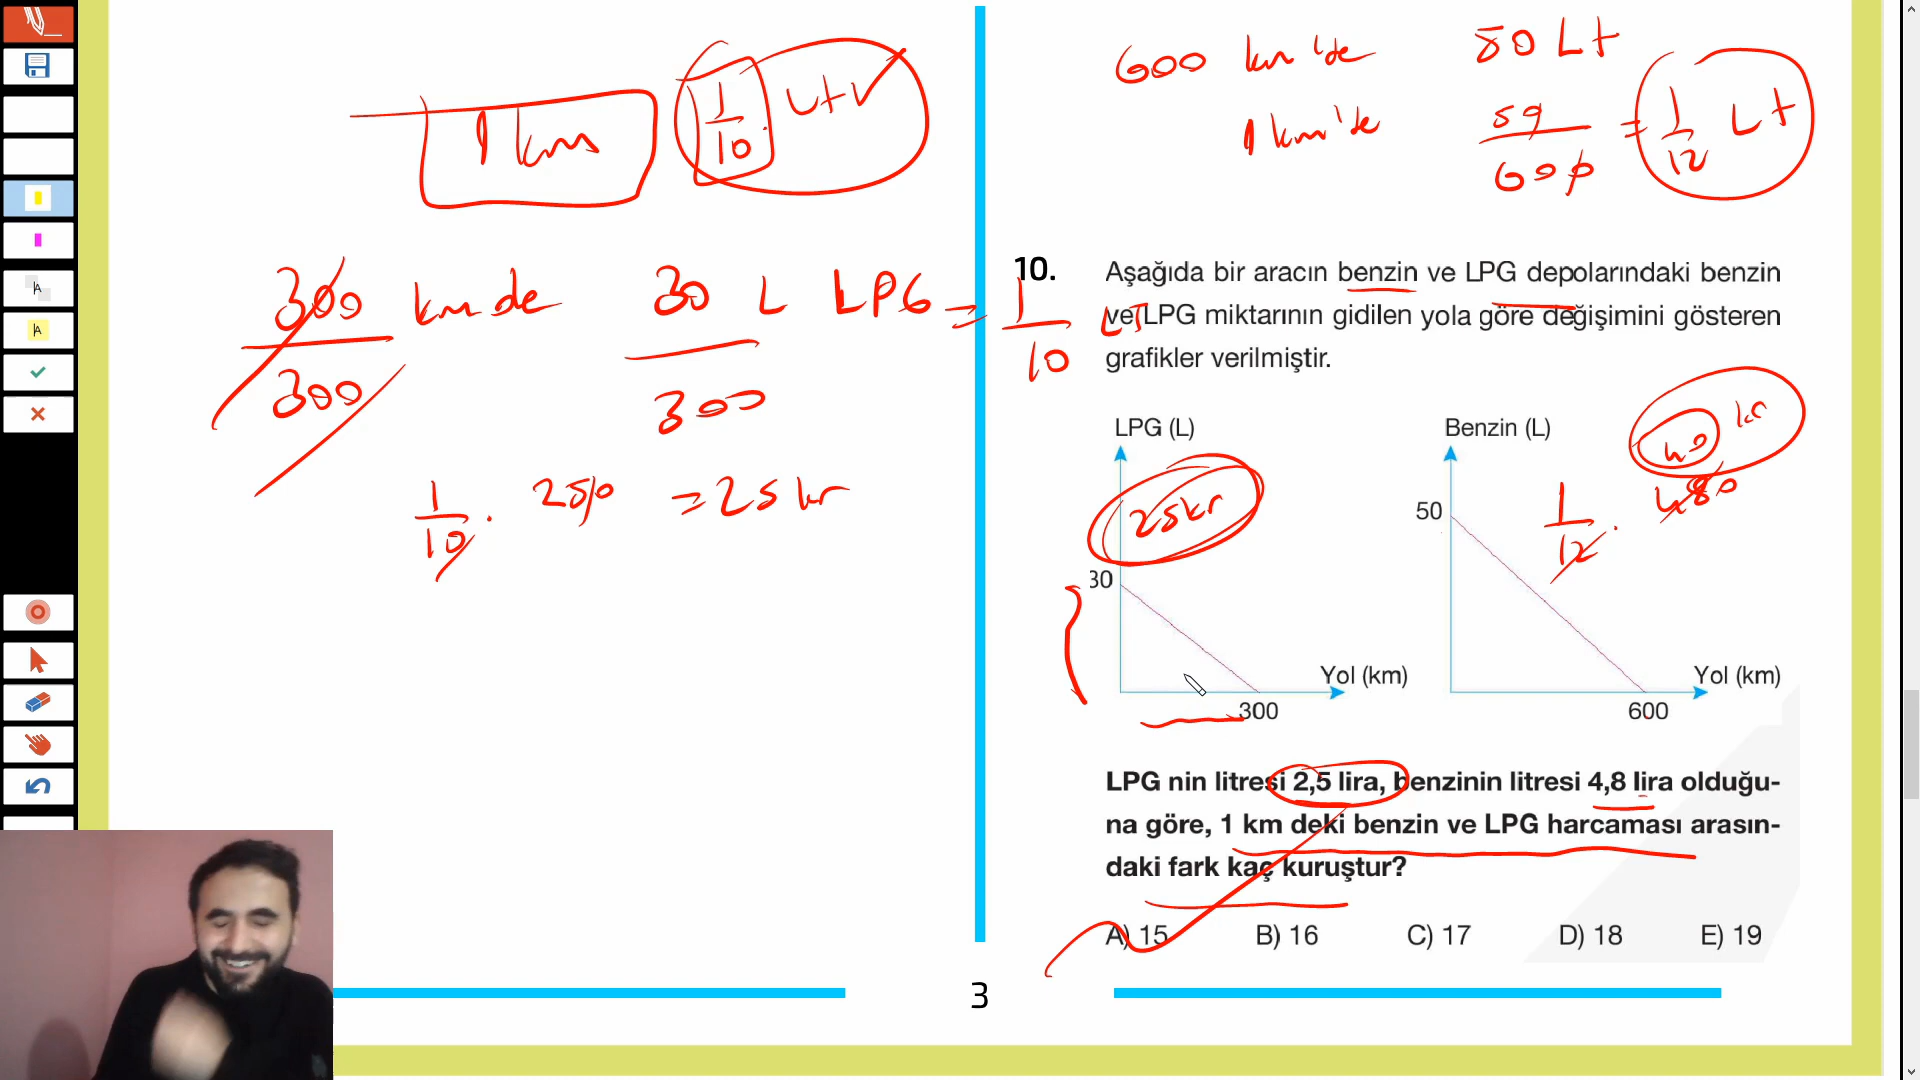 1 km
1/10 . Ltr
300 km de 30 L LPG = 1/10 LT
300 300
1/10 . 250 = 25 kr
600 km'de 50 Lt
1 km'de 50/600 = 1/12 Lt
10. Aşağıda bir aracın benzin ve LPG depolarındaki benzin
ve LPG miktarının gidilen yola göre değişimini gösteren
grafikler verilmiştir.
LPG (L)
25kr
30
Yol (km)
300
Benzin (L)
40 kr
1/12 . 480
50
Yol (km)
600
LPG nin litresi 2,5 lira, benzinin litresi 4,8 lira olduğu-
na göre, 1 km deki benzin ve LPG harcaması arasın-
daki fark kaç kuruştur?
A) 15 B) 16 C) 17 D) 18 E) 19
3